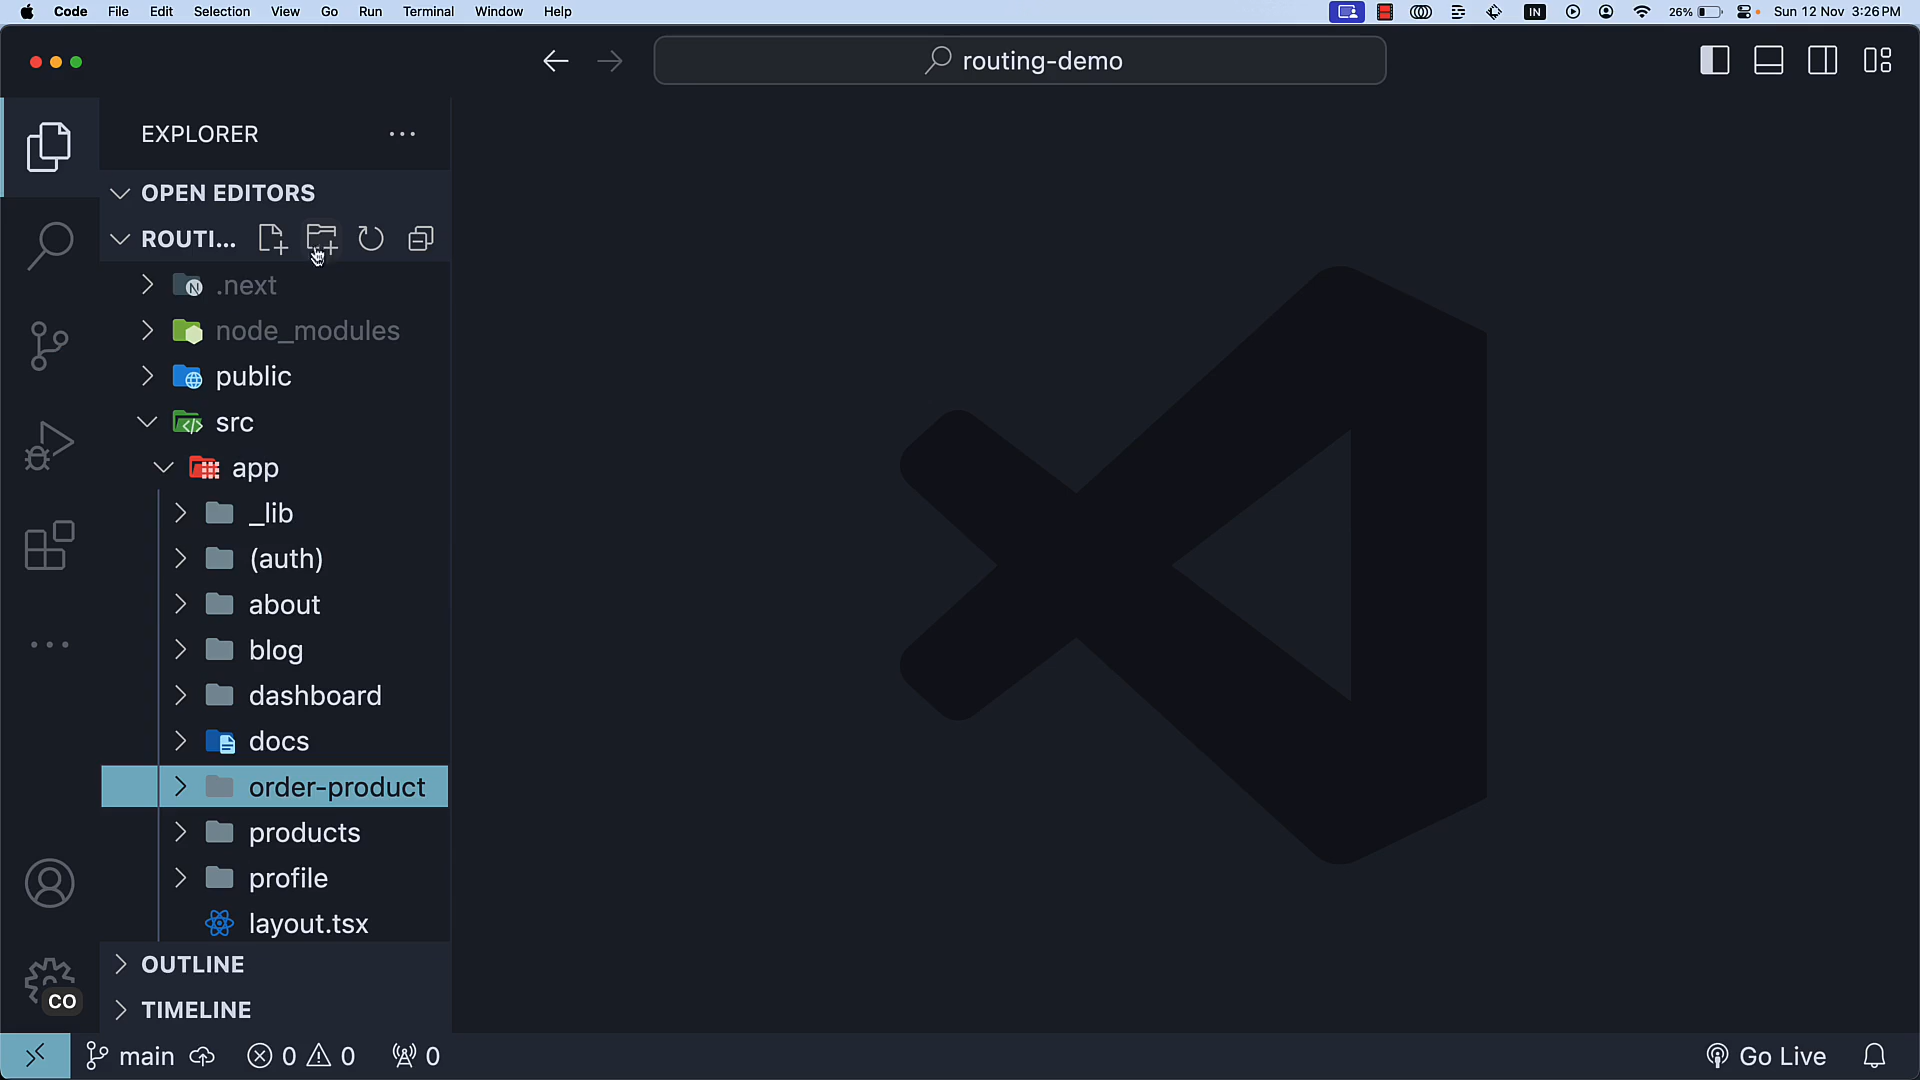 Code File Edit Selection View Go Run Terminal Window Help IN 26% Sun 12 Nov 3:26 PM
routing-demo
EXPLORER
OPEN EDITORS
ROUTI...
.next
node_modules
public
src
app
_lib
(auth)
about
blog
dashboard
docs
order-product
products
profile
layout.tsx
OUTLINE
CO
TIMELINE
main 0 0 0 Go Live